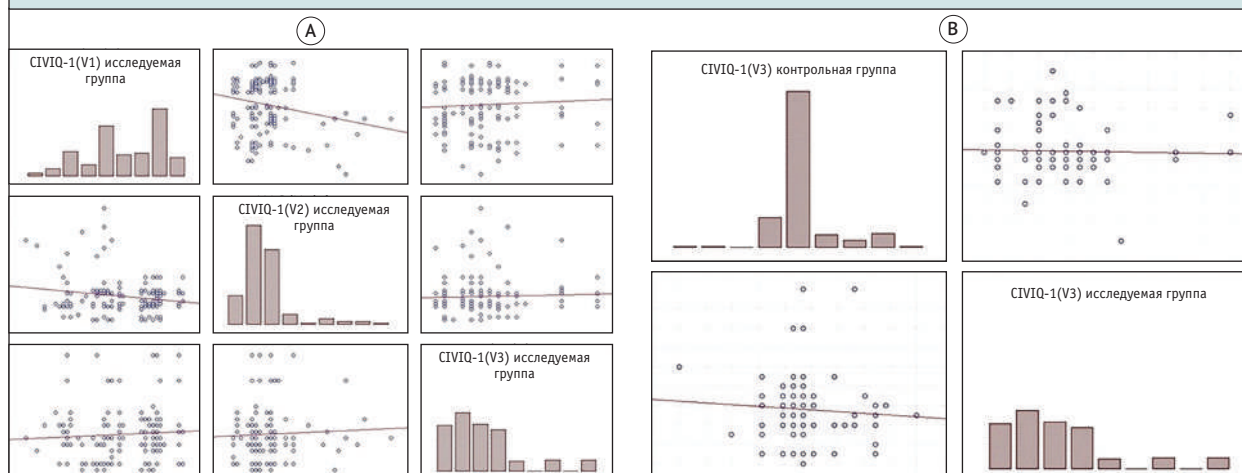 A
B
CIVIQ-1(V1) исследуемая
группа
CIVIQ-1(V2) исследуемая
группа
CIVIQ-1(V3) исследуемая
группа
CIVIQ-1(V3) контрольная группа
CIVIQ-1(V3) исследуемая группа